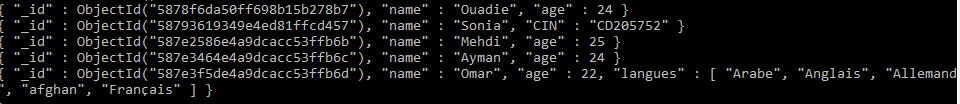 { "_id" : ObjectId("5878f6da50ff698b15b278b7"), "name" : "Ouadie", "age" : 24 }
{ "_id" : ObjectId("58793619349e4ed81ffcd457"), "name" : "Sonia", "CIN" : "CD205752" }
{ "_id" : ObjectId("587e2586e4a9dcacc53ffb6b"), "name" : "Mehdi", "age" : 25 }
{ "_id" : ObjectId("587e3464e4a9dcacc53ffb6c"), "name" : "Ayman", "age" : 24 }
{ "_id" : ObjectId("587e3f5de4a9dcacc53ffb6d"), "name" : "Omar", "age" : 22, "langues" : [ "Arabe", "Anglais", "Allemand
", "afghan", "Français" ] }